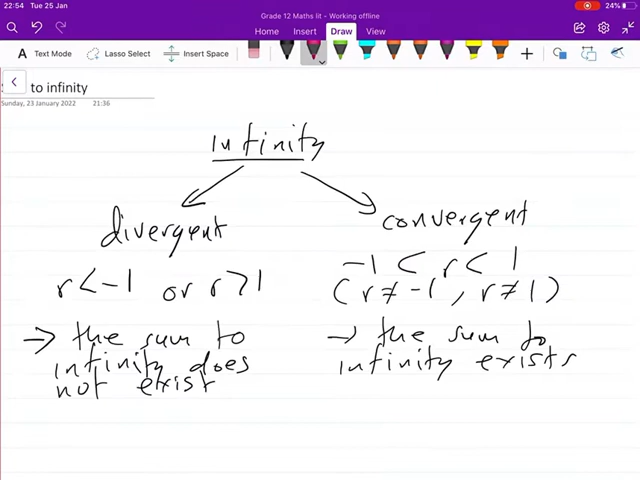 22:54 Tue 25 Jan
24%
Grade 12 Maths lit - Working offline
Home Insert Draw View
A Text Mode Lasso Select Insert Space
to infinity
Sunday, 23 January 2022 21:36
infinity
divergent convergent
r < -1 or r > 1
-1 < r < 1
(r ≠ -1, r ≠ 1)
→ the sum to
infinity does
not exist
→ the sum to
infinity exists